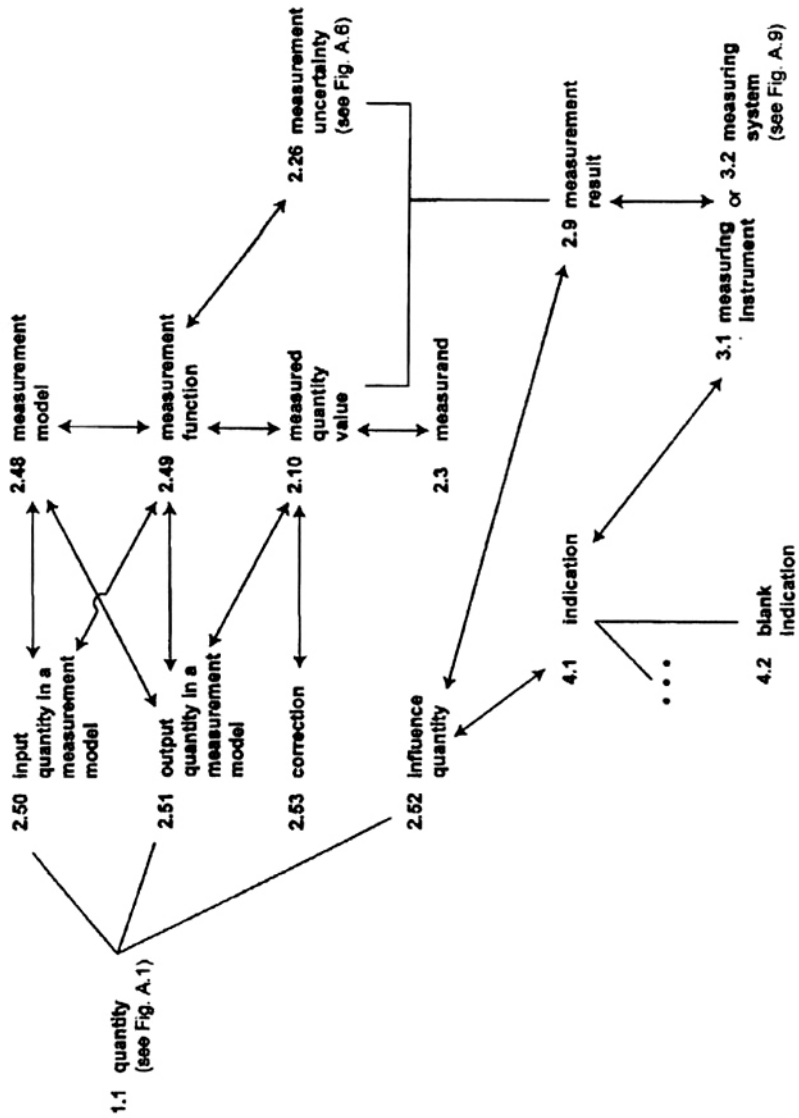 1.1 quantity
(see Fig. A.1)
2.50 input
quantity in a
measurement
model
2.51 output
quantity in a
measurement
model
2.53 correction
2.52 influence
quantity
2.48 measurement
model
2.49 measurement
function
2.10 measured
quantity
value
2.3 measurand
2.26 measurement
uncertainty
(see Fig. A.6)
2.9 measurement
result
4.1 indication
...
4.2 blank
indication
3.1 measuring
instrument
or
3.2 measuring
system
(see Fig. A.9)